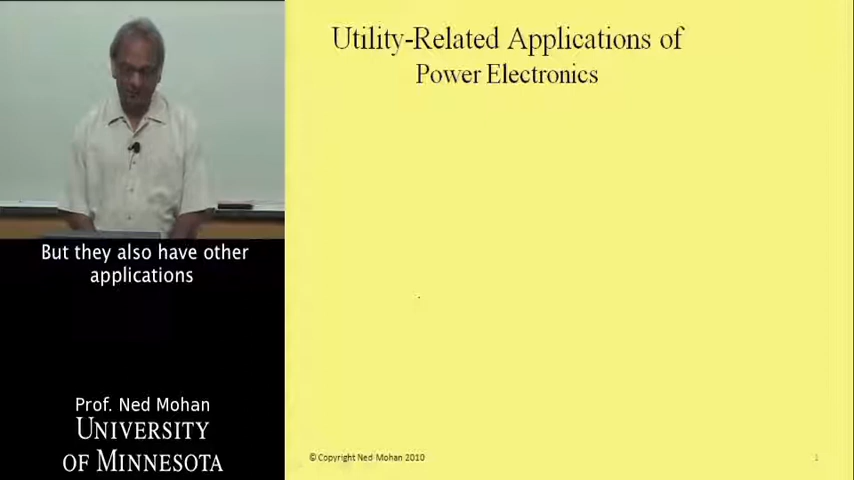 Utility-Related Applications of
Power Electronics
But they also have other
applications
Prof. Ned Mohan
UNIVERSITY
OF MINNESOTA
© Copyright Ned Mohan 2010
1